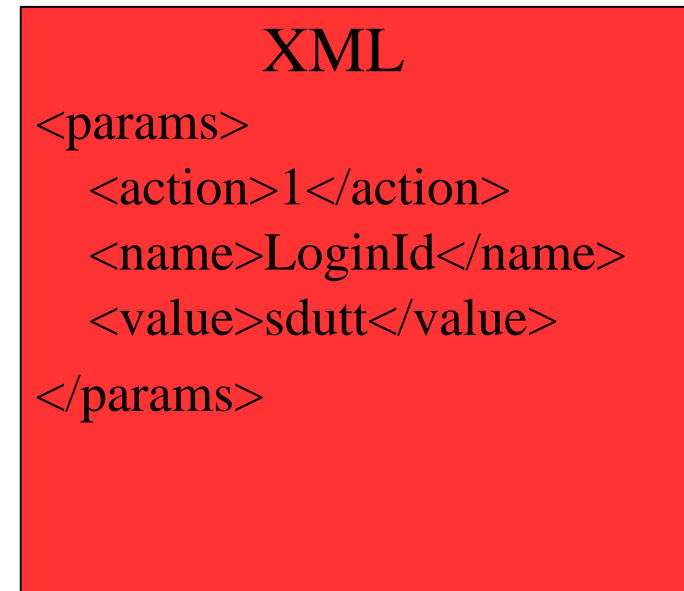 XML
<params>
<action>1</action>
<name>LoginId</name>
<value>sdutt</value>
</params>